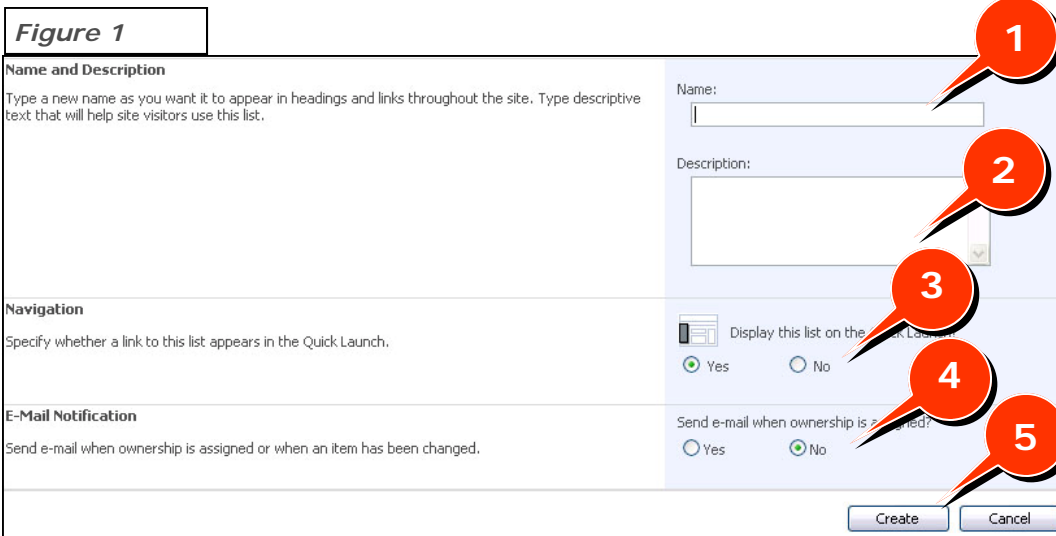 Figure 1
1
Name and Description
Type a new name as you want it to appear in headings and links throughout the site. Type descriptive
text that will help site visitors use this list.
Name:
Description:
2
3
Navigation
Specify whether a link to this list appears in the Quick Launch.
Display this list on the Launch?
Yes No
4
E-Mail Notification
Send e-mail when ownership is assigned or when an item has been changed.
Send e-mail when ownership is assigned?
Yes No
5
Create Cancel